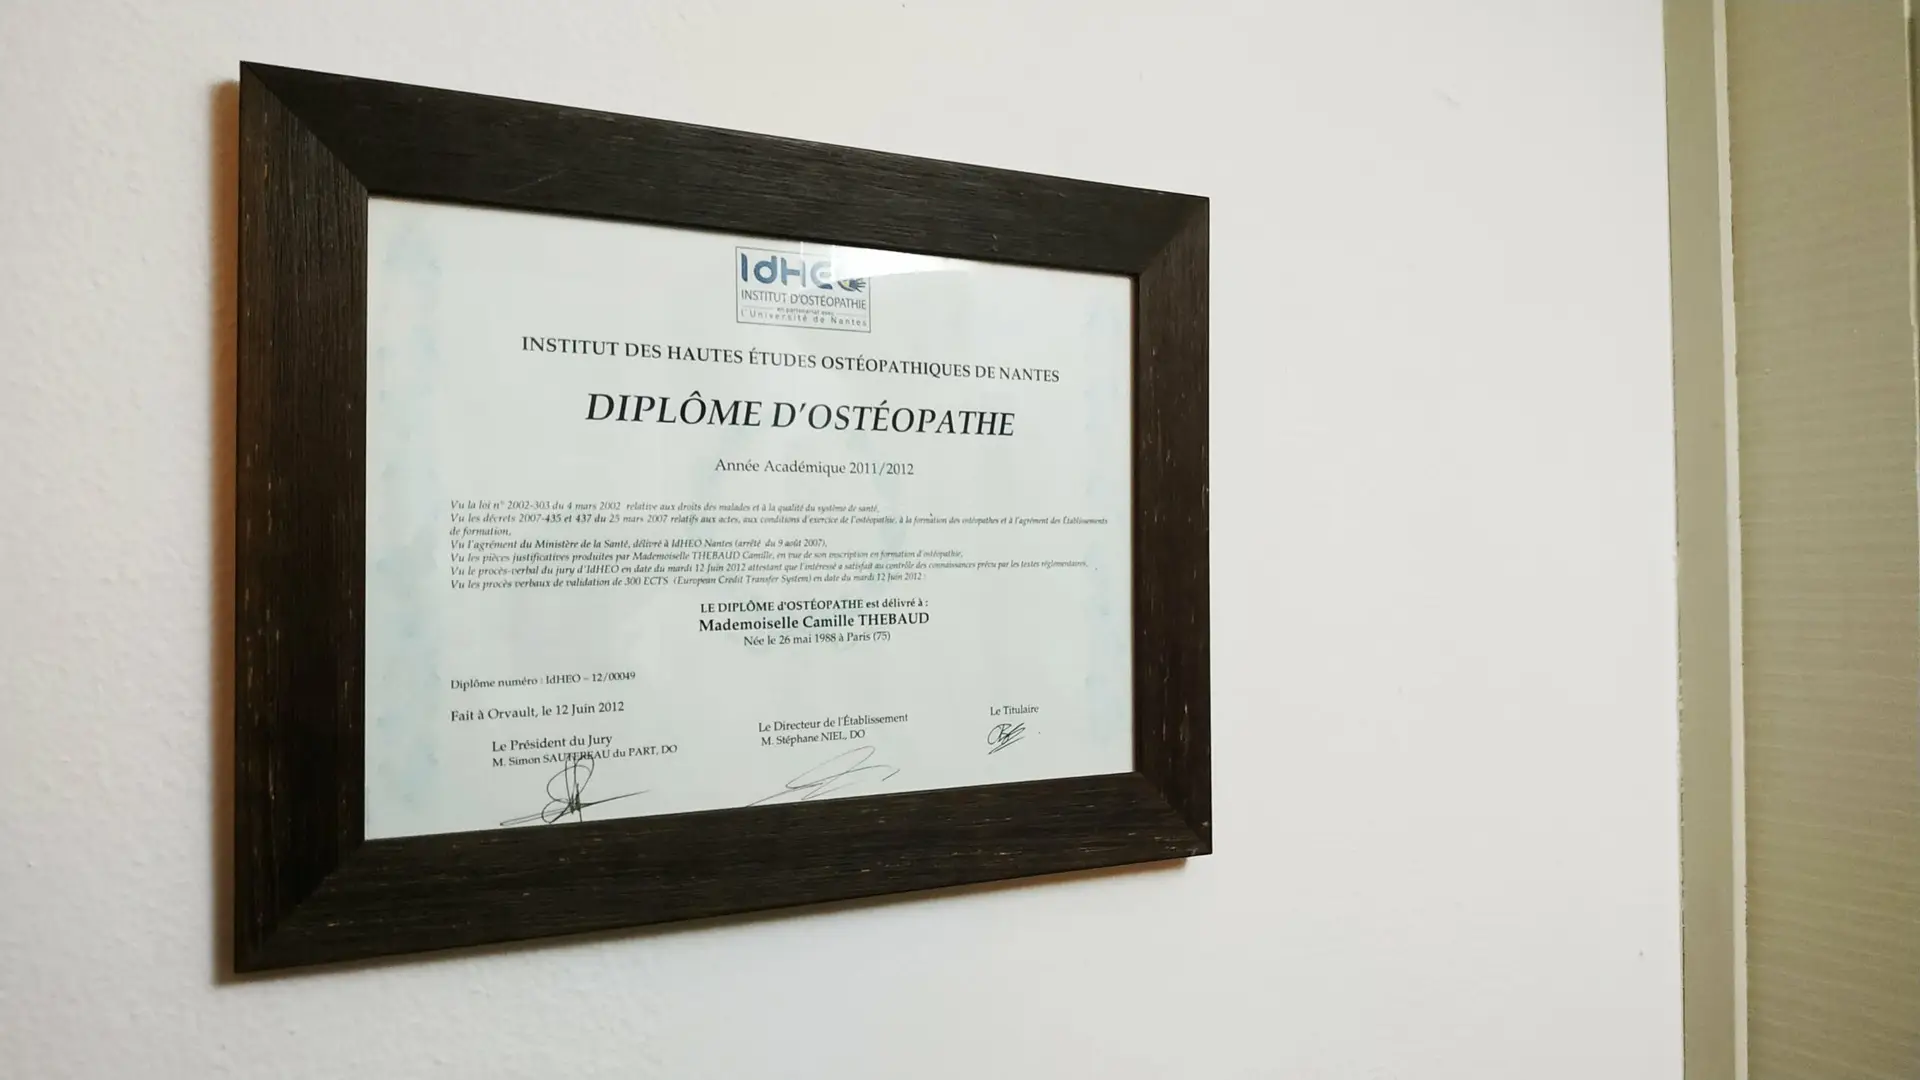 IdHEO
INSTITUT D'OSTÉOPATHIE
en partenariat avec
l'Université de Nantes
INSTITUT DES HAUTES ÉTUDES OSTÉOPATHIQUES DE NANTES
DIPLÔME D'OSTÉOPATHE
Année Académique 2011/2012
Vu la loi n° 2002-303 du 4 mars 2002 relative aux droits des malades et à la qualité du système de santé,
Vu les décrets 2007-435 et 437 du 25 mars 2007 relatifs aux actes, aux conditions d'exercice de l'ostéopathie, à la formation des ostéopathes et à l'agrément des Établissements
de formation,
Vu l'agrément du Ministère de la Santé, délivré à IdHEO Nantes (arrêté du 9 août 2007),
Vu les pièces justificatives produites par Mademoiselle THEBAUD Camille, en vue de son inscription en formation d'ostéopathie,
Vu le procès-verbal du jury d'IdHEO en date du mardi 12 Juin 2012 attestant que l'intéressé a satisfait au contrôle des connaissances prévu par les textes réglementaires,
Vu les procès verbaux de validation de 300 ECTS (European Credit Transfer System) en date du mardi 12 Juin 2012 :
LE DIPLÔME d'OSTÉOPATHE est délivré à :
Mademoiselle Camille THEBAUD
Née le 26 mai 1988 à Paris (75)
Diplôme numéro : IdHEO – 12/00049
Fait à Orvault, le 12 Juin 2012
Le Président du Jury
M. Simon SAUTEREAU du PART, DO
Le Directeur de l'Établissement
M. Stéphane NIEL, DO
Le Titulaire